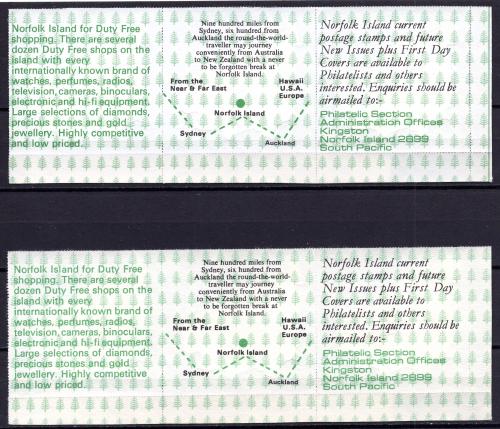 Norfolk Island for Duty Free
shopping. There are several
dozen Duty Free shops on the
island with every
internationally known brand of
watches, perfumes, radios,
television, cameras, binoculars,
electronic and hi-fi equipment.
Large selections of diamonds,
precious stones and gold
jewellery. Highly competitive
and low priced.
Nine hundred miles from
Sydney, six hundred from
Auckland the round-the-world-
traveller may journey
conveniently from Australia
to New Zealand with a never
to be forgotten break at
Norfolk Island.
From the
Near & Far East
Hawaii
U.S.A.
Europe
Norfolk Island
Sydney
Auckland
Norfolk Island current
postage stamps and future
New Issues plus First Day
Covers are available to
Philatelists and others
interested. Enquiries should be
airmailed to:-
Philatelic Section
Administration Offices
Kingston
Norfolk Island 2899
South Pacific
Norfolk Island for Duty Free
shopping. There are several
dozen Duty Free shops on the
island with every
internationally known brand of
watches, perfumes, radios,
television, cameras, binoculars,
electronic and hi-fi equipment.
Large selections of diamonds,
precious stones and gold
jewellery. Highly competitive
and low priced.
Nine hundred miles from
Sydney, six hundred from
Auckland the round-the-world-
traveller may journey
conveniently from Australia
to New Zealand with a never
to be forgotten break at
Norfolk Island.
From the
Near & Far East
Hawaii
U.S.A.
Europe
Norfolk Island
Sydney
Auckland
Norfolk Island current
postage stamps and future
New Issues plus First Day
Covers are available to
Philatelists and others
interested. Enquiries should be
airmailed to:-
Philatelic Section
Administration Offices
Kingston
Norfolk Island 2899
South Pacific